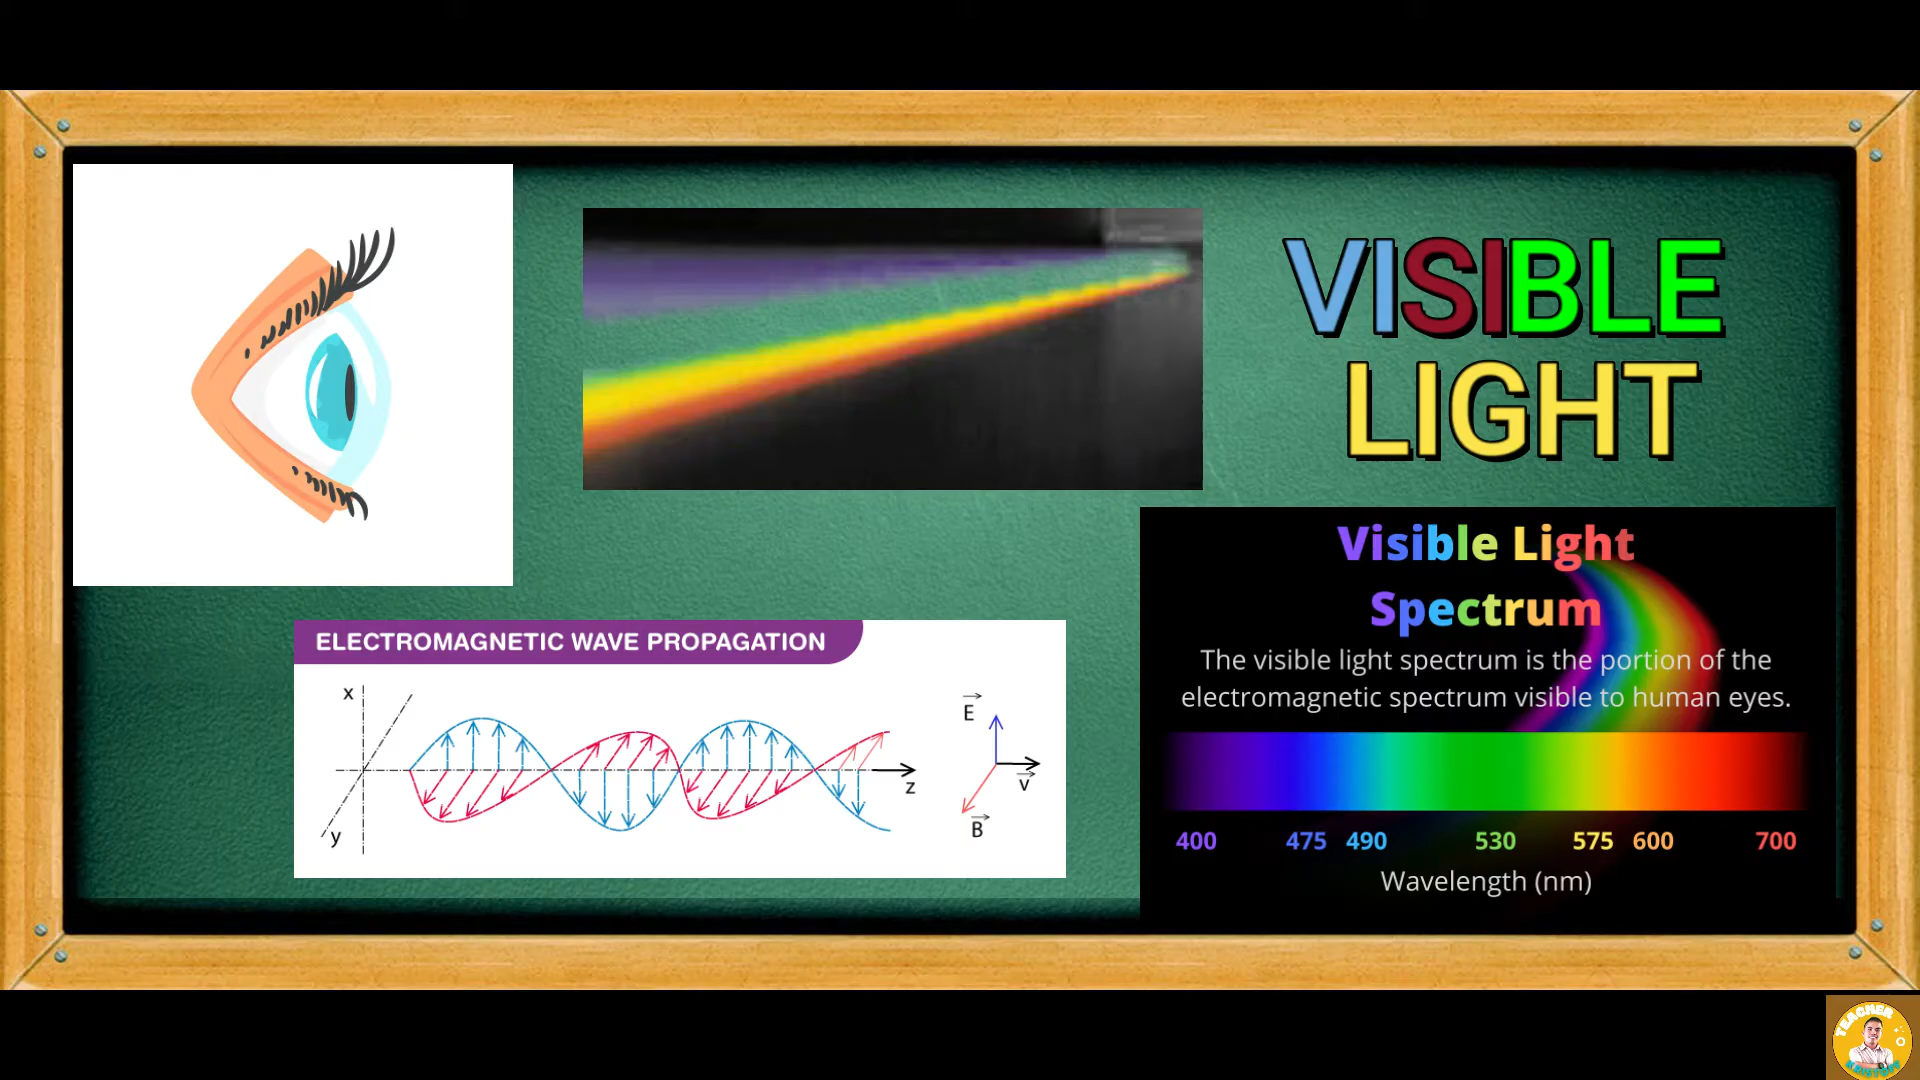 VISIBLE
LIGHT
ELECTROMAGNETIC WAVE PROPAGATION
x
y
z
E
v
B
Visible Light
Spectrum
The visible light spectrum is the portion of the
electromagnetic spectrum visible to human eyes.
400 475 490 530 575 600 700
Wavelength (nm)
TEACHER